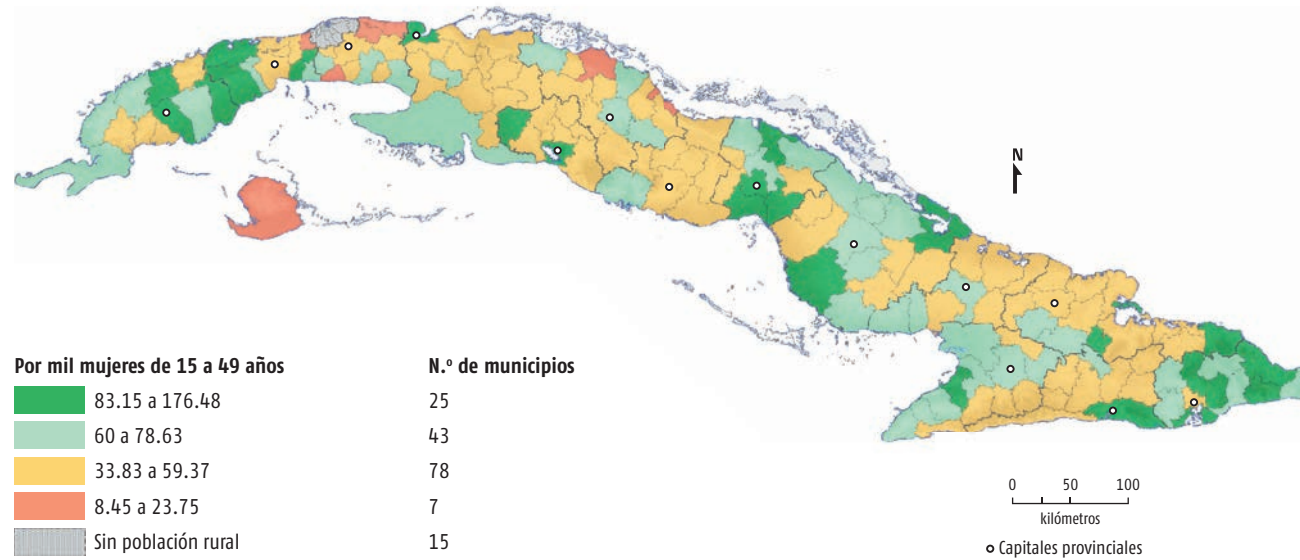 N
Por mil mujeres de 15 a 49 años N.º de municipios
83.15 a 176.48 25
60 a 78.63 43
33.83 a 59.37 78
8.45 a 23.75 7
Sin población rural 15
0 50 100
kilómetros
Capitales provinciales